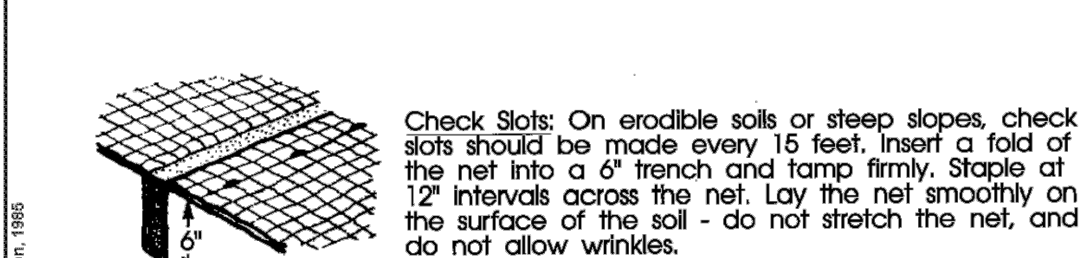 Check Slots: On erodible soils or steep slopes, check
slots should be made every 15 feet. Insert a fold of
the net into a 6" trench and tamp firmly. Staple at
12" intervals across the net. Lay the net smoothly on
the surface of the soil - do not stretch the net, and
do not allow wrinkles.
6"
1985